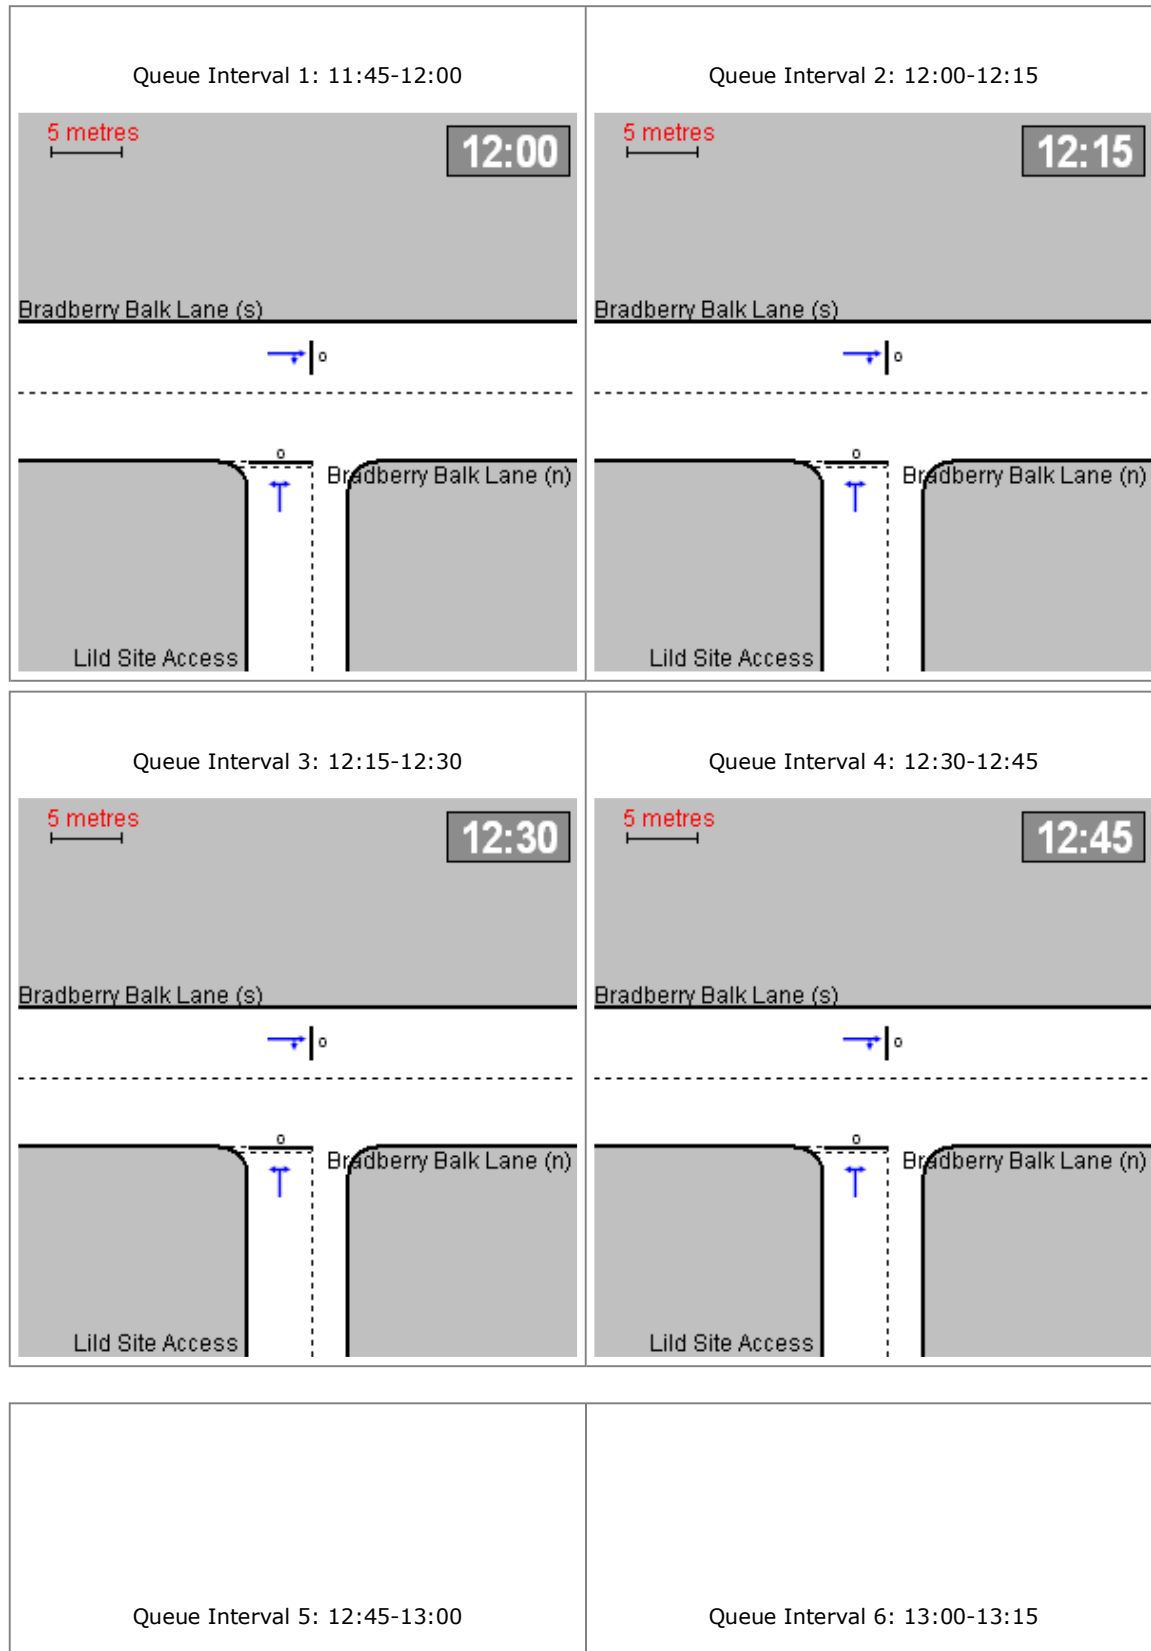 Queue Interval 1: 11:45-12:00
5 metres
12:00
Bradberry Balk Lane (s)
o
o
Bradberry Balk Lane (n)
Lild Site Access
Queue Interval 2: 12:00-12:15
5 metres
12:15
Bradberry Balk Lane (s)
o
o
Bradberry Balk Lane (n)
Lild Site Access
Queue Interval 3: 12:15-12:30
5 metres
12:30
Bradberry Balk Lane (s)
o
o
Bradberry Balk Lane (n)
Lild Site Access
Queue Interval 4: 12:30-12:45
5 metres
12:45
Bradberry Balk Lane (s)
o
o
Bradberry Balk Lane (n)
Lild Site Access
Queue Interval 5: 12:45-13:00
Queue Interval 6: 13:00-13:15